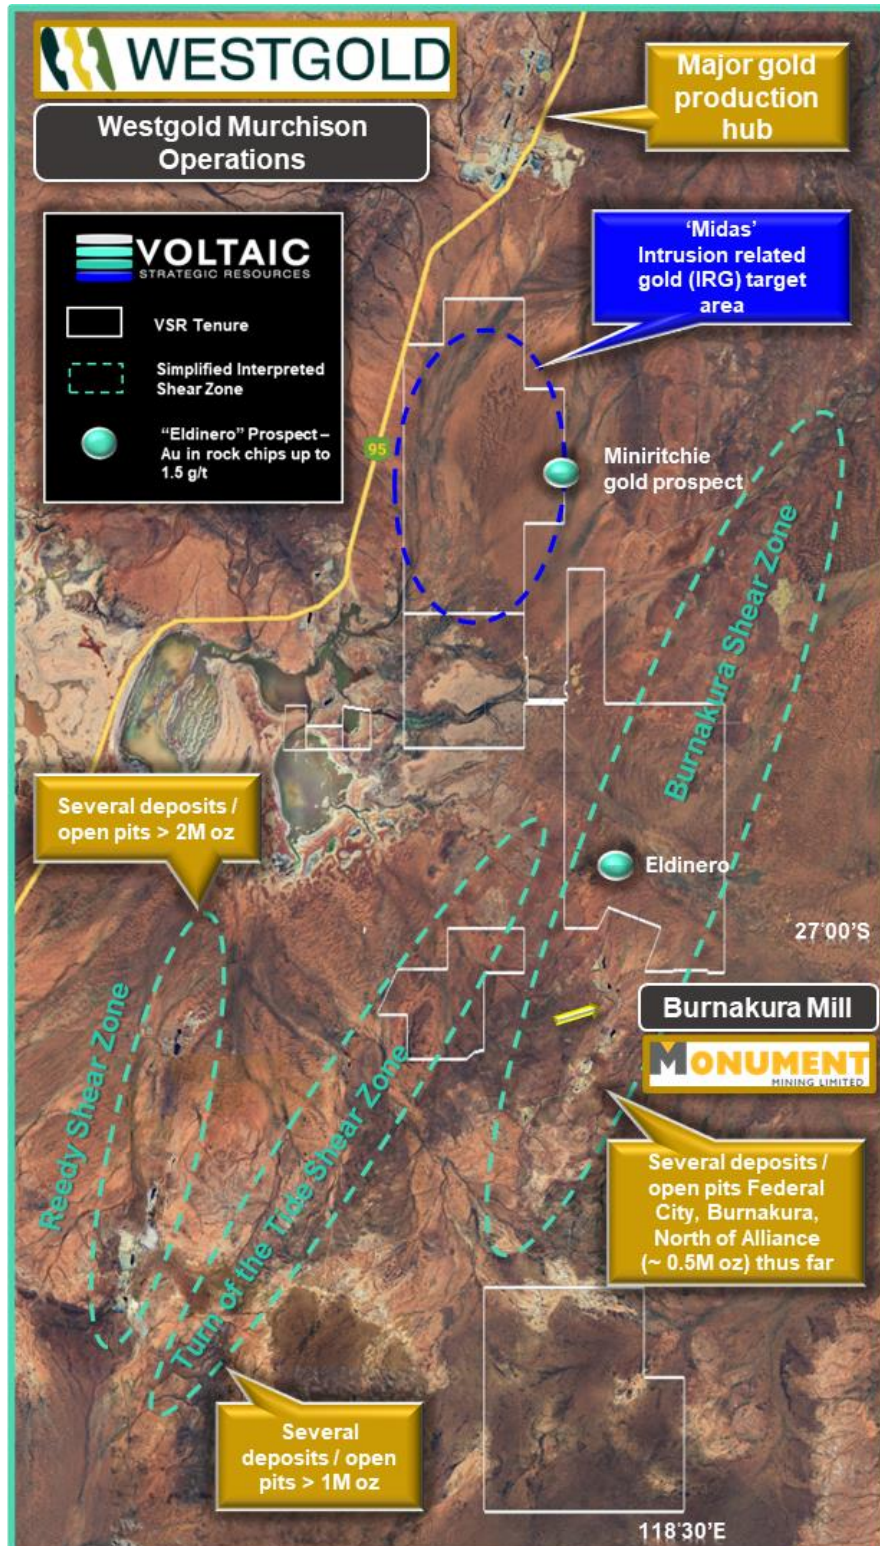 WESTGOLD
Westgold Murchison
Operations
Major gold
production
hub
VOLTAIC
STRATEGIC RESOURCES
VSR Tenure
Simplified Interpreted
Shear Zone
“Eldinero” Prospect –
Au in rock chips up to
1.5 g/t
‘Midas’
Intrusion related
gold (IRG) target
area
95
Miniritchie
gold prospect
Burnakura Shear Zone
Several deposits /
open pits > 2M oz
Eldinero
27°00’S
Reedy Shear Zone
Turn of the Tide Shear Zone
Burnakura Mill
MONUMENT
MINING LIMITED
Several deposits /
open pits Federal
City, Burnakura,
North of Alliance
(~ 0.5M oz) thus far
Several
deposits / open
pits > 1M oz
118°30’E